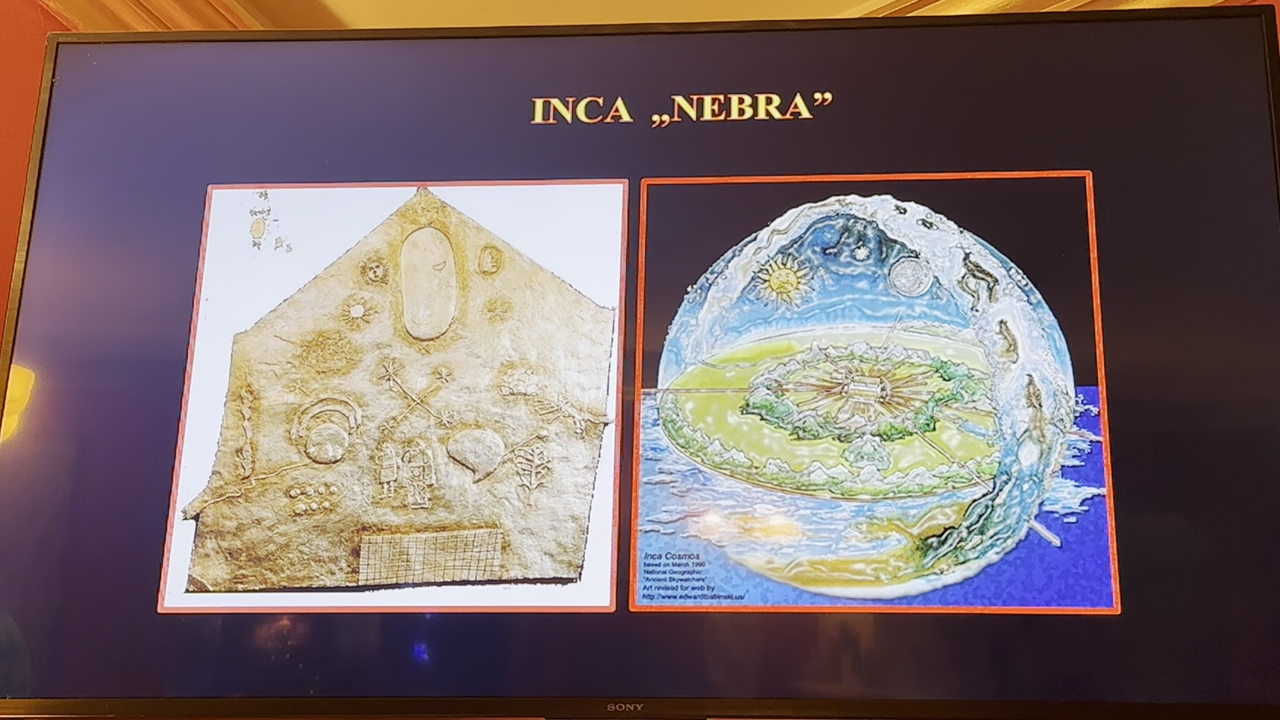 INCA „NEBRA”
Inca Cosmos
based on March 1990
National Geographic
"Ancient Skywatchers"
Art revised for web by
http://www.edwardtbabinski.us/
SONY